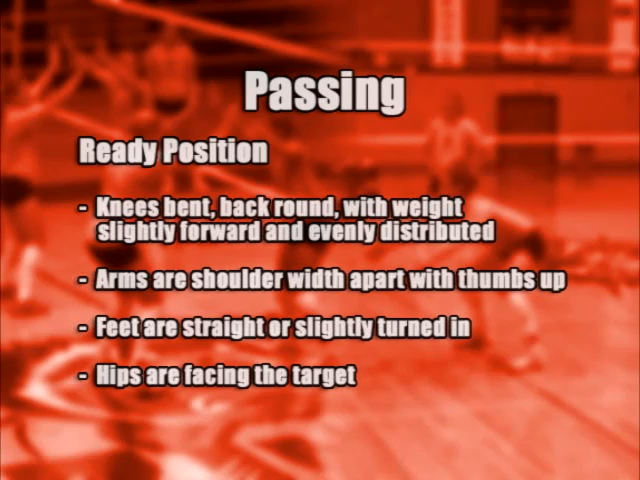 Passing
Ready Position
- Knees bent, back round, with weight
slightly forward and evenly distributed
- Arms are shoulder width apart with thumbs up
- Feet are straight or slightly turned in
- Hips are facing the target